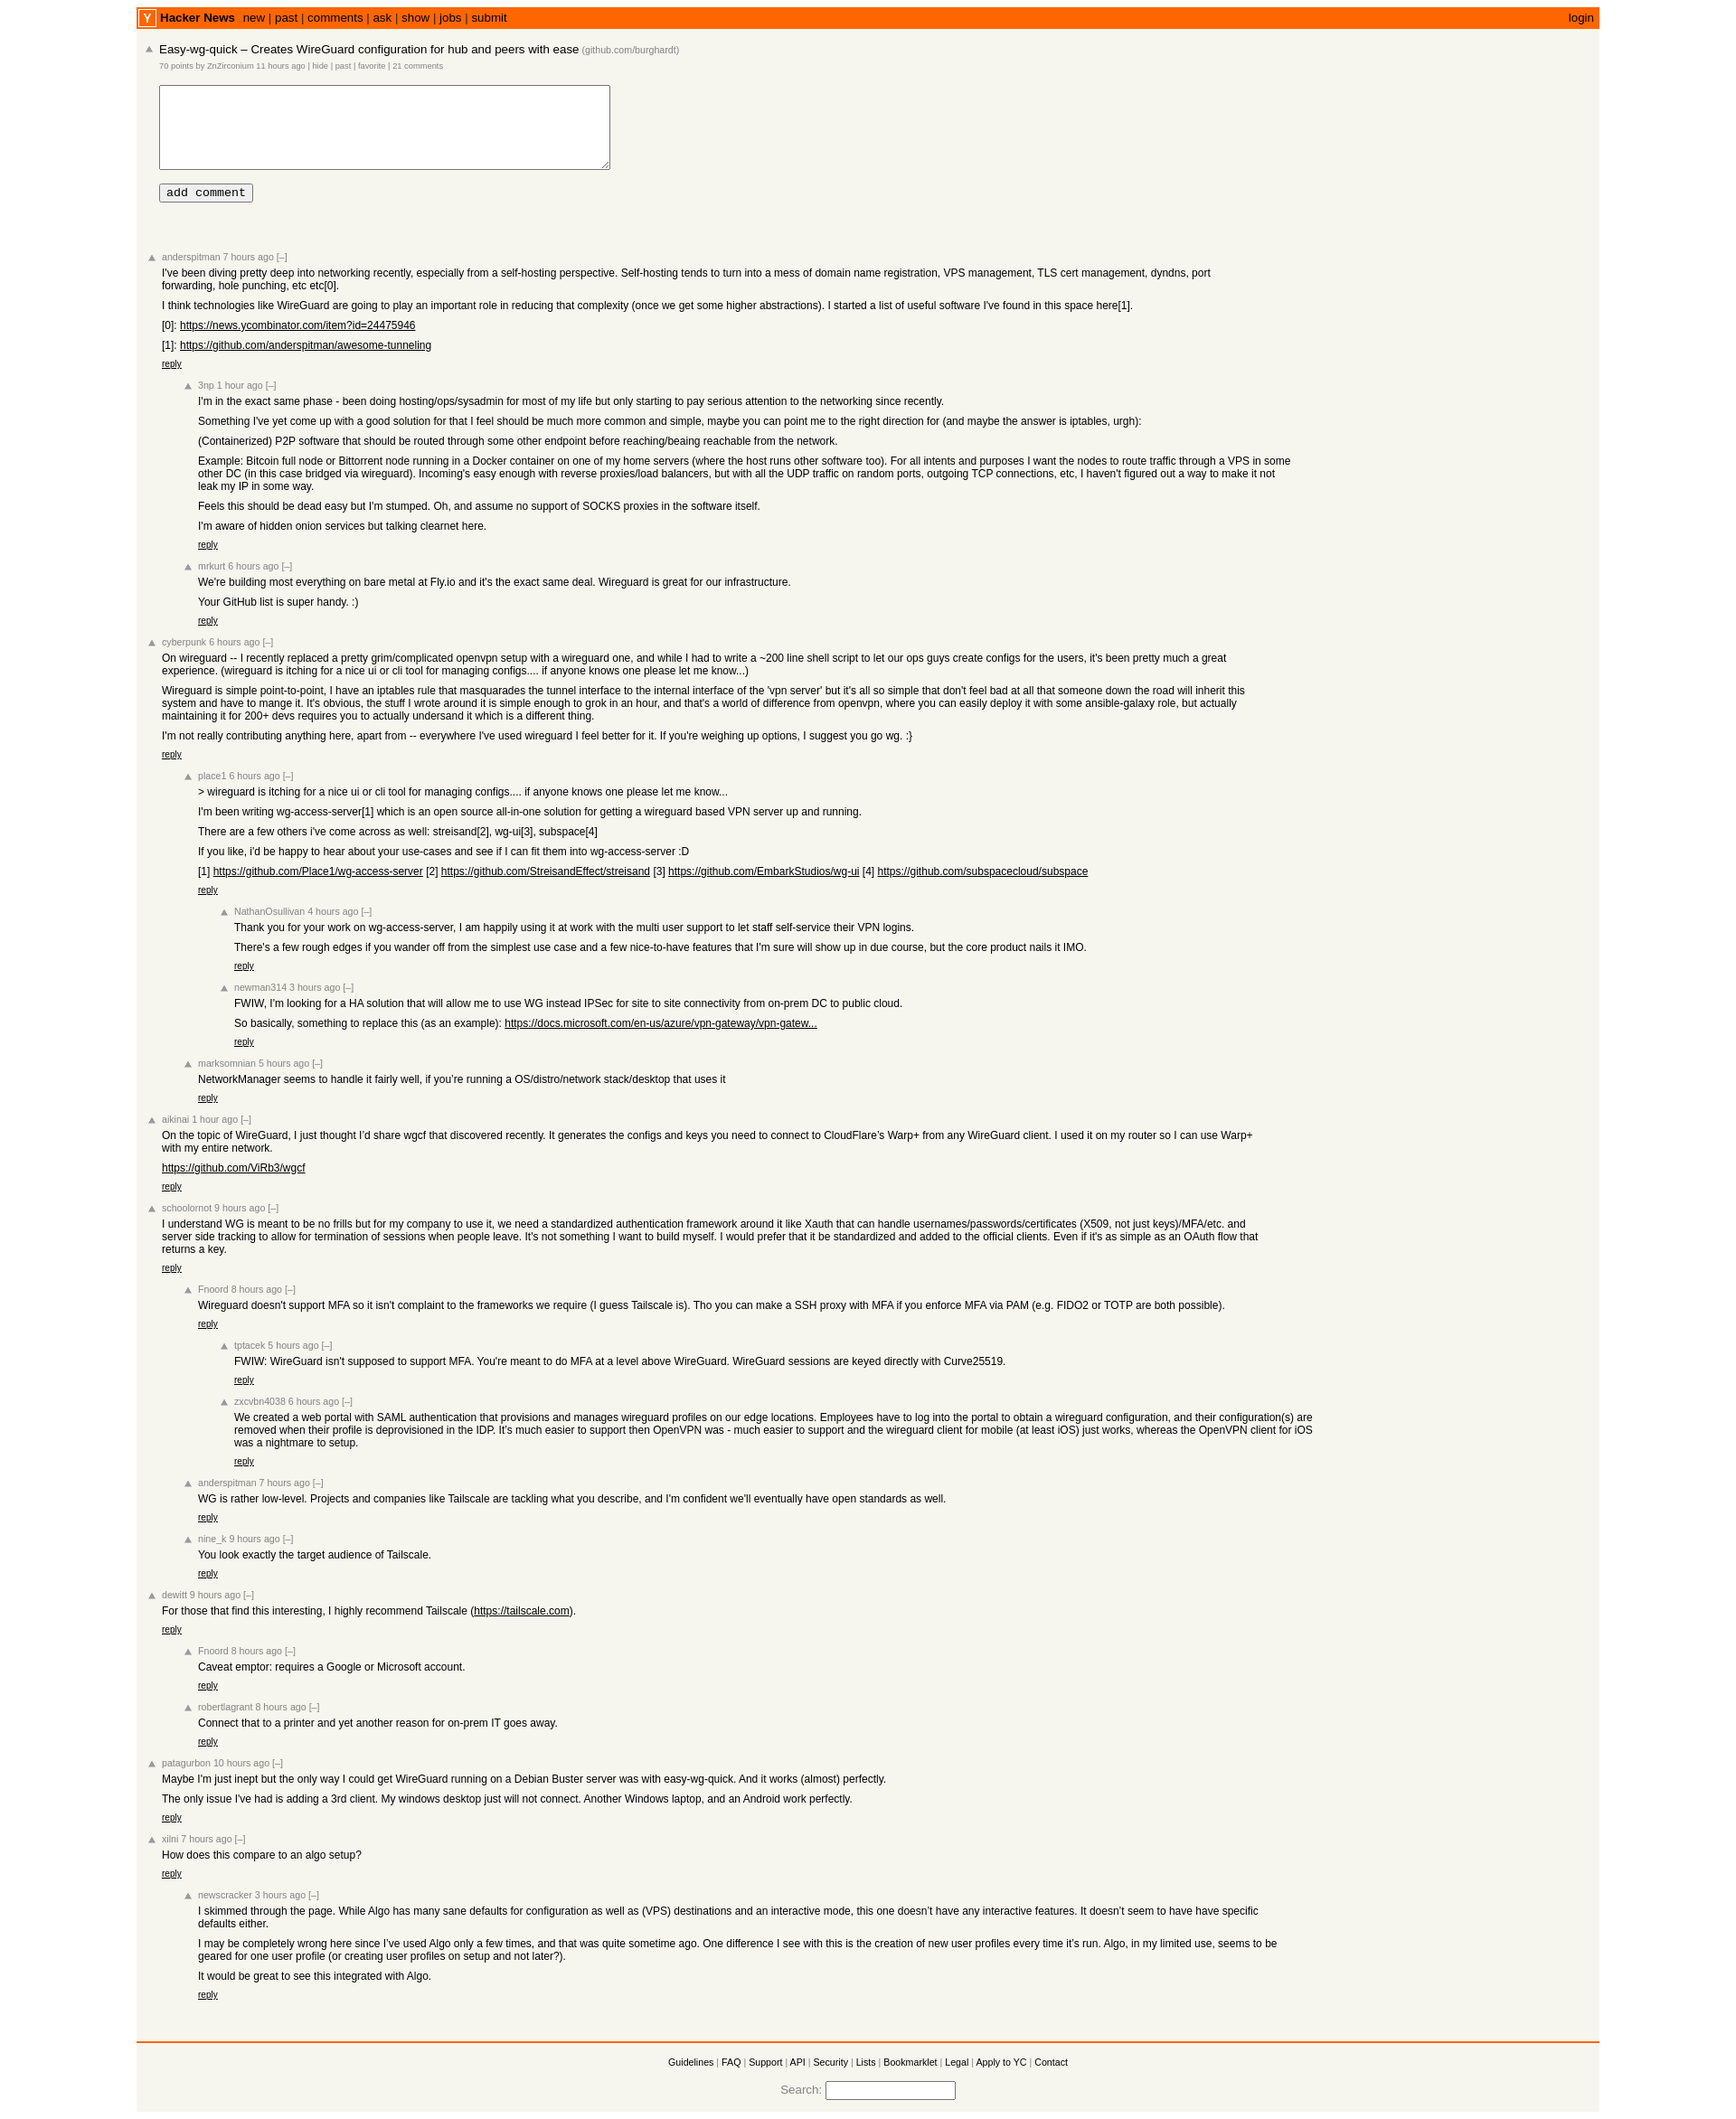 Y Hacker News new | past | comments | ask | show | jobs | submit login
Easy-wg-quick – Creates WireGuard configuration for hub and peers with ease (github.com/burghardt)
70 points by ZnZirconium 11 hours ago | hide | past | favorite | 21 comments
add comment
anderspitman 7 hours ago [–]
I've been diving pretty deep into networking recently, especially from a self-hosting perspective. Self-hosting tends to turn into a mess of domain name registration, VPS management, TLS cert management, dyndns, port
forwarding, hole punching, etc etc[0].
I think technologies like WireGuard are going to play an important role in reducing that complexity (once we get some higher abstractions). I started a list of useful software I've found in this space here[1].
[0]: https://news.ycombinator.com/item?id=24475946
[1]: https://github.com/anderspitman/awesome-tunneling
reply
3np 1 hour ago [–]
I'm in the exact same phase - been doing hosting/ops/sysadmin for most of my life but only starting to pay serious attention to the networking since recently.
Something I've yet come up with a good solution for that I feel should be much more common and simple, maybe you can point me to the right direction for (and maybe the answer is iptables, urgh):
(Containerized) P2P software that should be routed through some other endpoint before reaching/beaing reachable from the network.
Example: Bitcoin full node or Bittorrent node running in a Docker container on one of my home servers (where the host runs other software too). For all intents and purposes I want the nodes to route traffic through a VPS in some
other DC (in this case bridged via wireguard). Incoming's easy enough with reverse proxies/load balancers, but with all the UDP traffic on random ports, outgoing TCP connections, etc, I haven't figured out a way to make it not
leak my IP in some way.
Feels this should be dead easy but I'm stumped. Oh, and assume no support of SOCKS proxies in the software itself.
I'm aware of hidden onion services but talking clearnet here.
reply
mrkurt 6 hours ago [–]
We're building most everything on bare metal at Fly.io and it's the exact same deal. Wireguard is great for our infrastructure.
Your GitHub list is super handy. :)
reply
cyberpunk 6 hours ago [–]
On wireguard -- I recently replaced a pretty grim/complicated openvpn setup with a wireguard one, and while I had to write a ~200 line shell script to let our ops guys create configs for the users, it's been pretty much a great
experience. (wireguard is itching for a nice ui or cli tool for managing configs.... if anyone knows one please let me know...)
Wireguard is simple point-to-point, I have an iptables rule that masquarades the tunnel interface to the internal interface of the 'vpn server' but it's all so simple that don't feel bad at all that someone down the road will inherit this
system and have to mange it. It's obvious, the stuff I wrote around it is simple enough to grok in an hour, and that's a world of difference from openvpn, where you can easily deploy it with some ansible-galaxy role, but actually
maintaining it for 200+ devs requires you to actually undersand it which is a different thing.
I'm not really contributing anything here, apart from -- everywhere I've used wireguard I feel better for it. If you're weighing up options, I suggest you go wg. :}
reply
place1 6 hours ago [–]
> wireguard is itching for a nice ui or cli tool for managing configs.... if anyone knows one please let me know...
I'm been writing wg-access-server[1] which is an open source all-in-one solution for getting a wireguard based VPN server up and running.
There are a few others i've come across as well: streisand[2], wg-ui[3], subspace[4]
If you like, i'd be happy to hear about your use-cases and see if I can fit them into wg-access-server :D
[1] https://github.com/Place1/wg-access-server [2] https://github.com/StreisandEffect/streisand [3] https://github.com/EmbarkStudios/wg-ui [4] https://github.com/subspacecloud/subspace
reply
NathanOsullivan 4 hours ago [–]
Thank you for your work on wg-access-server, I am happily using it at work with the multi user support to let staff self-service their VPN logins.
There's a few rough edges if you wander off from the simplest use case and a few nice-to-have features that I'm sure will show up in due course, but the core product nails it IMO.
reply
newman314 3 hours ago [–]
FWIW, I'm looking for a HA solution that will allow me to use WG instead IPSec for site to site connectivity from on-prem DC to public cloud.
So basically, something to replace this (as an example): https://docs.microsoft.com/en-us/azure/vpn-gateway/vpn-gatew...
reply
marksomnian 5 hours ago [–]
NetworkManager seems to handle it fairly well, if you’re running a OS/distro/network stack/desktop that uses it
reply
aikinai 1 hour ago [–]
On the topic of WireGuard, I just thought I’d share wgcf that discovered recently. It generates the configs and keys you need to connect to CloudFlare’s Warp+ from any WireGuard client. I used it on my router so I can use Warp+
with my entire network.
https://github.com/ViRb3/wgcf
reply
schoolornot 9 hours ago [–]
I understand WG is meant to be no frills but for my company to use it, we need a standardized authentication framework around it like Xauth that can handle usernames/passwords/certificates (X509, not just keys)/MFA/etc. and
server side tracking to allow for termination of sessions when people leave. It's not something I want to build myself. I would prefer that it be standardized and added to the official clients. Even if it's as simple as an OAuth flow that
returns a key.
reply
Fnoord 8 hours ago [–]
Wireguard doesn't support MFA so it isn't complaint to the frameworks we require (I guess Tailscale is). Tho you can make a SSH proxy with MFA if you enforce MFA via PAM (e.g. FIDO2 or TOTP are both possible).
reply
tptacek 5 hours ago [–]
FWIW: WireGuard isn't supposed to support MFA. You're meant to do MFA at a level above WireGuard. WireGuard sessions are keyed directly with Curve25519.
reply
zxcvbn4038 6 hours ago [–]
We created a web portal with SAML authentication that provisions and manages wireguard profiles on our edge locations. Employees have to log into the portal to obtain a wireguard configuration, and their configuration(s) are
removed when their profile is deprovisioned in the IDP. It’s much easier to support then OpenVPN was - much easier to support and the wireguard client for mobile (at least iOS) just works, whereas the OpenVPN client for iOS
was a nightmare to setup.
reply
anderspitman 7 hours ago [–]
WG is rather low-level. Projects and companies like Tailscale are tackling what you describe, and I'm confident we'll eventually have open standards as well.
reply
nine_k 9 hours ago [–]
You look exactly the target audience of Tailscale.
reply
dewitt 9 hours ago [–]
For those that find this interesting, I highly recommend Tailscale (https://tailscale.com).
reply
Fnoord 8 hours ago [–]
Caveat emptor: requires a Google or Microsoft account.
reply
robertlagrant 8 hours ago [–]
Connect that to a printer and yet another reason for on-prem IT goes away.
reply
patagurbon 10 hours ago [–]
Maybe I'm just inept but the only way I could get WireGuard running on a Debian Buster server was with easy-wg-quick. And it works (almost) perfectly.
The only issue I've had is adding a 3rd client. My windows desktop just will not connect. Another Windows laptop, and an Android work perfectly.
reply
xilni 7 hours ago [–]
How does this compare to an algo setup?
reply
newscracker 3 hours ago [–]
I skimmed through the page. While Algo has many sane defaults for configuration as well as (VPS) destinations and an interactive mode, this one doesn’t have any interactive features. It doesn’t seem to have have specific
defaults either.
I may be completely wrong here since I’ve used Algo only a few times, and that was quite sometime ago. One difference I see with this is the creation of new user profiles every time it’s run. Algo, in my limited use, seems to be
geared for one user profile (or creating user profiles on setup and not later?).
It would be great to see this integrated with Algo.
reply
Guidelines | FAQ | Support | API | Security | Lists | Bookmarklet | Legal | Apply to YC | Contact
Search: